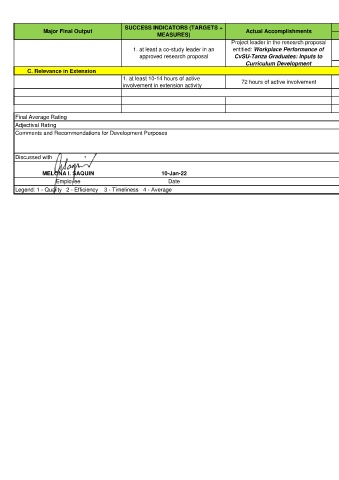 Major Final Output
SUCCESS INDICATORS (TARGETS +
MEASURES)
Actual Accomplishments
1. at least a co-study leader in an
approved research proposal
Project leader in the research proposal
entitled: Workplace Performance of
CvSU-Tanza Graduates: Inputs to
Curriculum Development
C. Relevance in Extension
1. at least 10-14 hours of active
involvement in extension activity
72 hours of active involvement
Final Average Rating
Adjectival Rating
Comments and Recommendations for Development Purposes
Discussed with
MELONA I. SAQUIN
10-Jan-22
Employee
Date
Legend: 1 - Quality 2 - Efficiency 3 - Timeliness 4 - Average